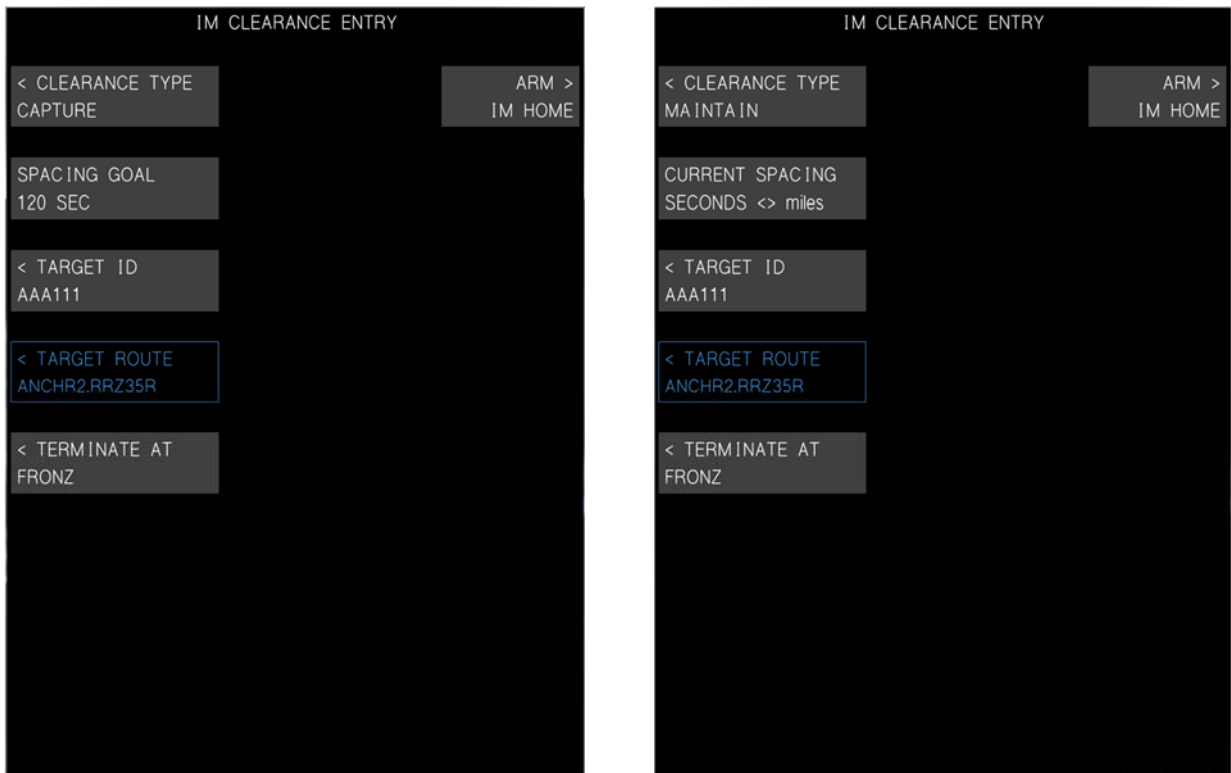 IM CLEARANCE ENTRY
< CLEARANCE TYPE
CAPTURE
ARM >
IM HOME
SPACING GOAL
120 SEC
< TARGET ID
AAA111
< TARGET ROUTE
ANCHR2.RRZ35R
< TERMINATE AT
FRONZ
IM CLEARANCE ENTRY
< CLEARANCE TYPE
MAINTAIN
ARM >
IM HOME
CURRENT SPACING
SECONDS <> miles
< TARGET ID
AAA111
< TARGET ROUTE
ANCHR2.RRZ35R
< TERMINATE AT
FRONZ